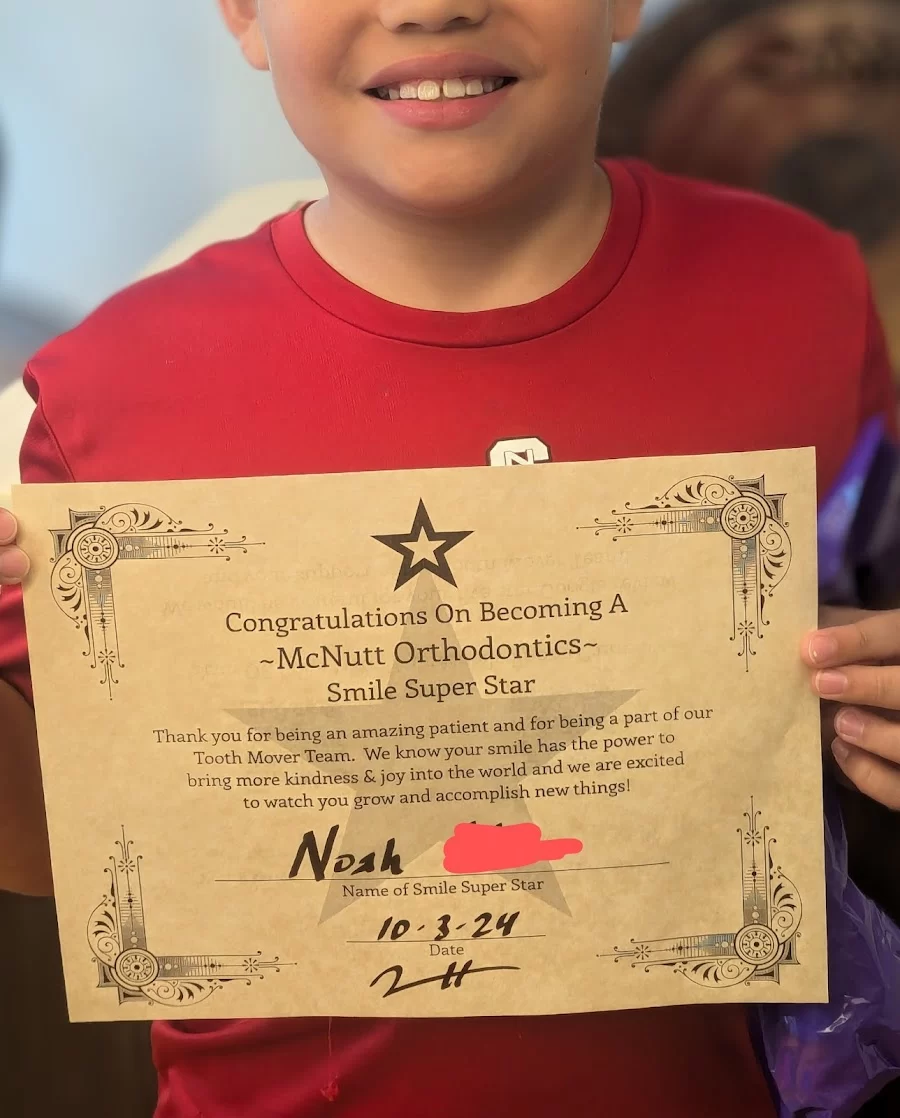 N
Congratulations On Becoming A
~McNutt Orthodontics~
Smile Super Star
Thank you for being an amazing patient and for being a part of our
Tooth Mover Team. We know your smile has the power to
bring more kindness & joy into the world and we are excited
to watch you grow and accomplish new things!
Noah
Name of Smile Super Star
10-3-24
Date